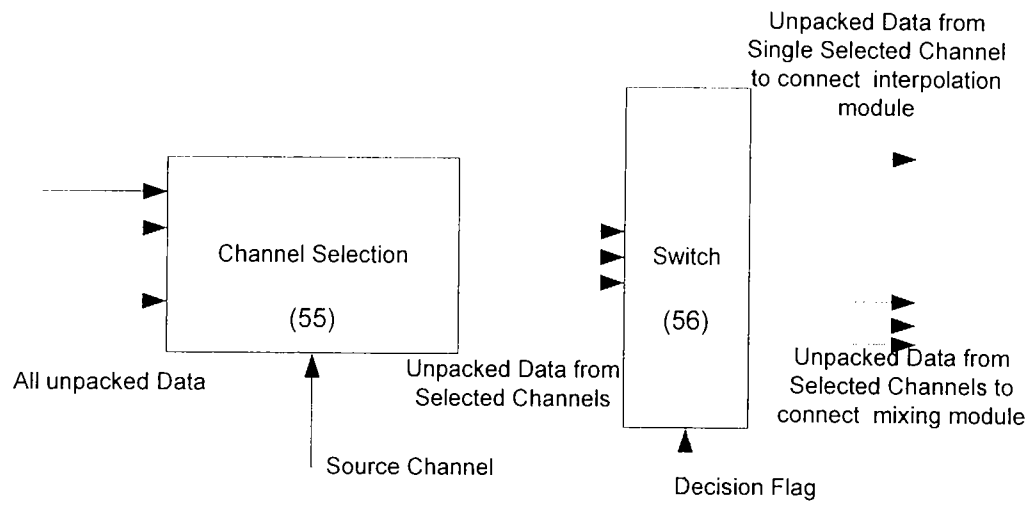 Unpacked Data from
Single Selected Channel
to connect interpolation
module
Channel Selection
(55)
Switch
(56)
All unpacked Data
Unpacked Data from
Selected Channels
Unpacked Data from
Selected Channels to
connect mixing module
Source Channel
Decision Flag